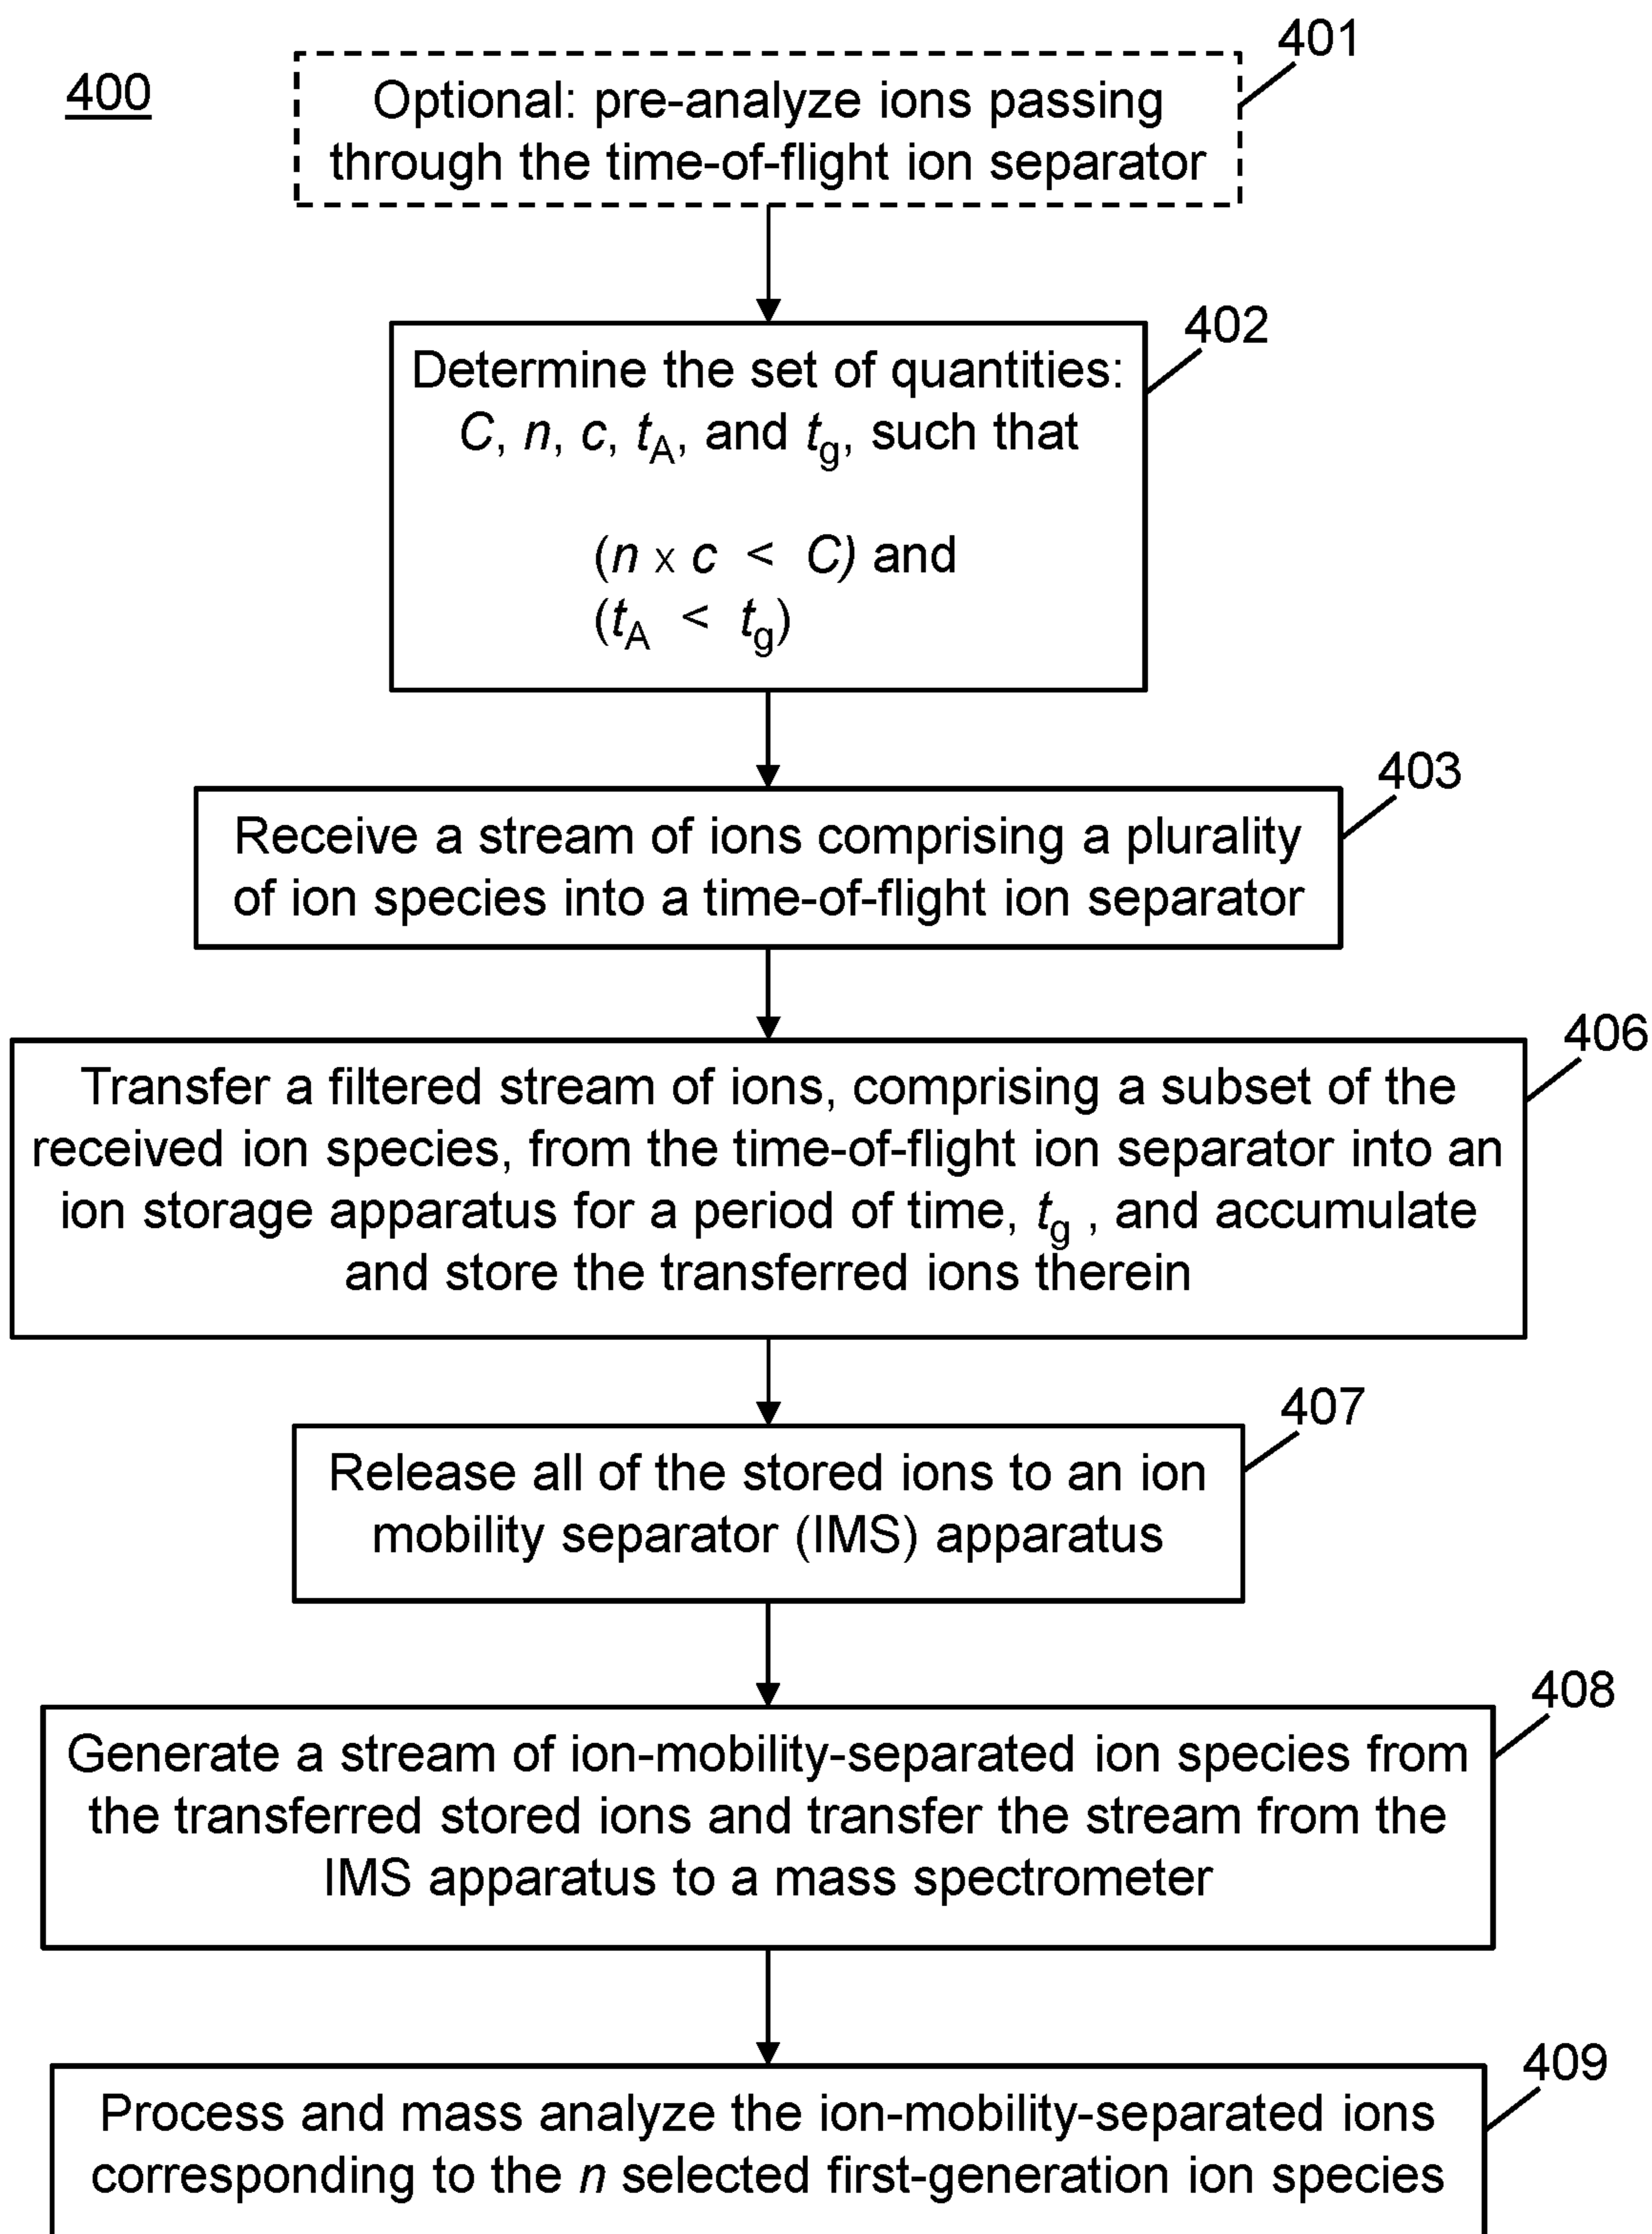 400
401
Optional: pre-analyze ions passing
through the time-of-flight ion separator
402
Determine the set of quantities:
C, n, c, tA, and tg, such that
(n x c < C) and
(tA < tg)
403
Receive a stream of ions comprising a plurality
of ion species into a time-of-flight ion separator
406
Transfer a filtered stream of ions, comprising a subset of the
received ion species, from the time-of-flight ion separator into an
ion storage apparatus for a period of time, tg , and accumulate
and store the transferred ions therein
407
Release all of the stored ions to an ion
mobility separator (IMS) apparatus
408
Generate a stream of ion-mobility-separated ion species from
the transferred stored ions and transfer the stream from the
IMS apparatus to a mass spectrometer
409
Process and mass analyze the ion-mobility-separated ions
corresponding to the n selected first-generation ion species